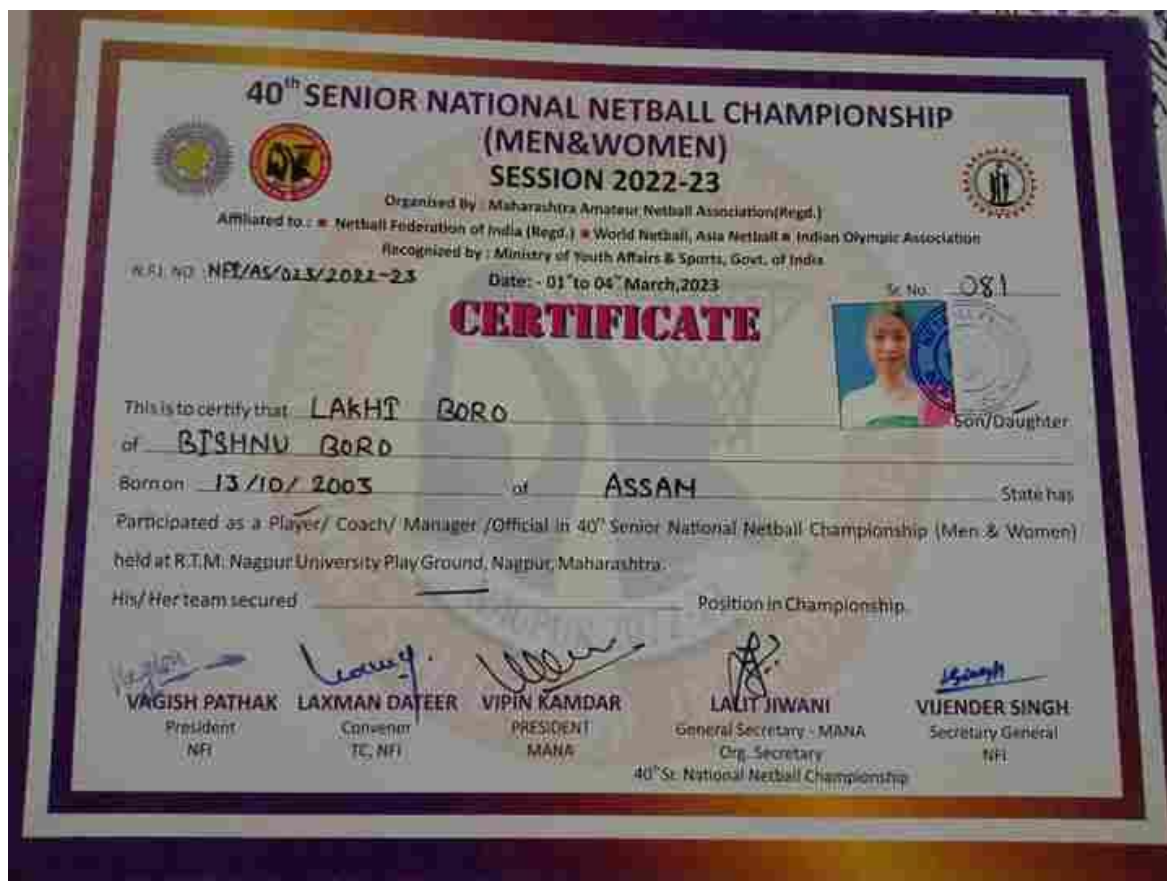 40th SENIOR NATIONAL NETBALL CHAMPIONSHIP
(MEN&WOMEN)
SESSION 2022-23
Organised By : Maharashtra Amateur Netball Association(Regd.)
Affiliated to.: Netball Federation of India (Regd.) World Netball, Asia Netball Indian Olympic Association
Recognized by : Ministry of Youth Affairs & Sports, Govt. of India
N.F.I. NO. NFI/AS/023/2022-23
Date: - 01st to 04th March,2023
Sr. No. 081
CERTIFICATE
This is to certify that LAKHI BORO Son/Daughter
of BISHNU BORO
Born on 13/10/2003 of ASSAM State has
Participated as a Player/ Coach/ Manager /Official in 40th Senior National Netball Championship (Men & Women)
held at R.T.M. Nagpur University Play Ground, Nagpur, Maharashtra.
His/ Her team secured Position in Championship.
VAGISH PATHAK LAXMAN DATEER VIPIN KAMDAR LALIT JIWANI VIJENDER SINGH
President Convenor PRESIDENT General Secretary - MANA Secretary General
NFI TC, NFI MANA Org. Secretary NFI
40th Sr. National Netball Championship